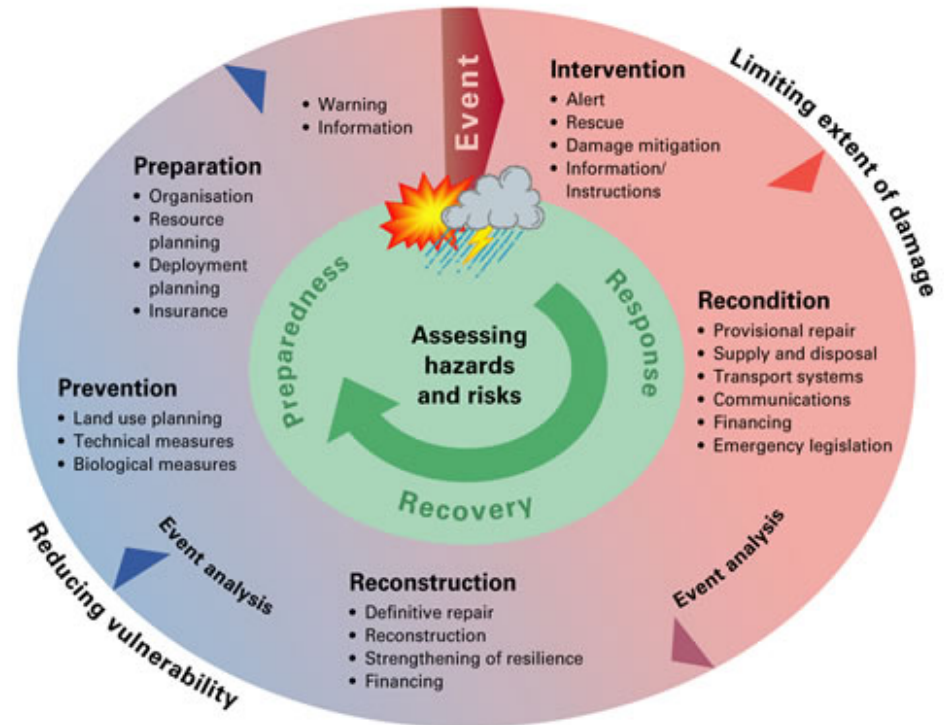 Event
Intervention
• Alert
• Rescue
• Damage mitigation
• Information/
Instructions
Limiting extent of damage
Recondition
• Provisional repair
• Supply and disposal
• Transport systems
• Communications
• Financing
• Emergency legislation
Event analysis
Reconstruction
• Definitive repair
• Reconstruction
• Strengthening of resilience
• Financing
Event analysis
Reducing vulnerability
Prevention
• Land use planning
• Technical measures
• Biological measures
Preparation
• Organisation
• Resource
planning
• Deployment
planning
• Insurance
• Warning
• Information
Preparedness
Response
Recovery
Assessing
hazards
and risks